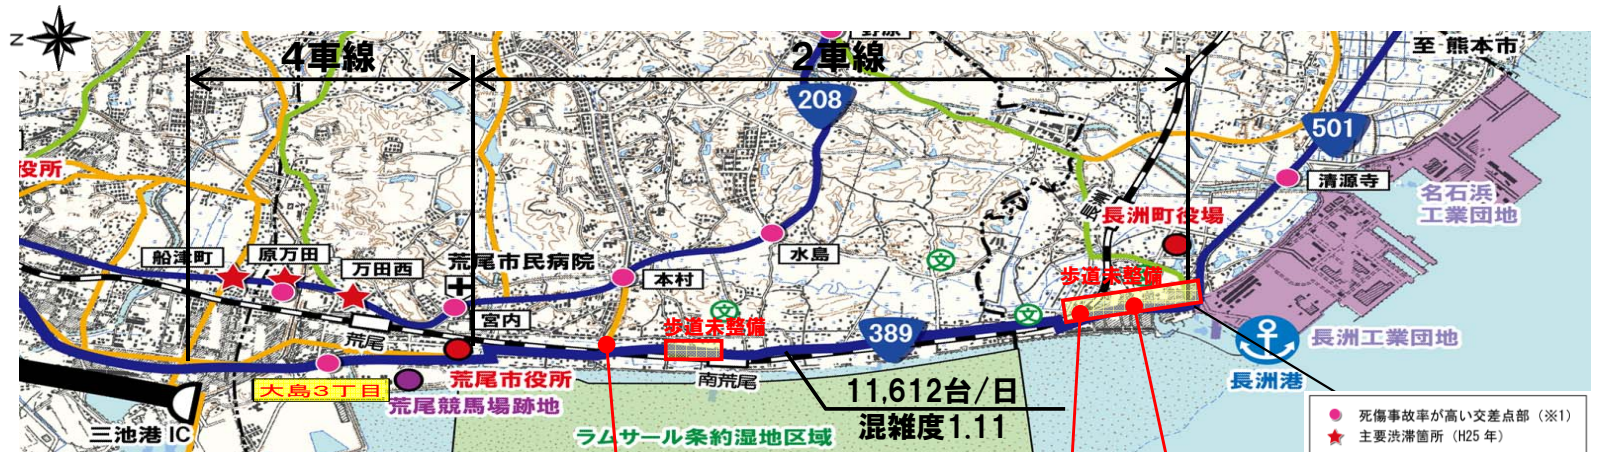 N
4車線
2車線
至 熊本市
208
501
役所
清源寺
名石浜
工業団地
長洲
長洲町役場
船津町
原万田
万田西
荒尾市民病院
水島
本村
文
文
文
歩道未整備
宮内
歩道未整備
荒尾
389
長洲工業団地
南荒尾
長洲港
大島3丁目
荒尾市役所
荒尾競馬場跡地
11,612台/日
混雑度1.11
三池港 IC
ラムサール条約湿地区域
死傷事故率が高い交差点部（※1）
主要渋滞箇所（H25 年）